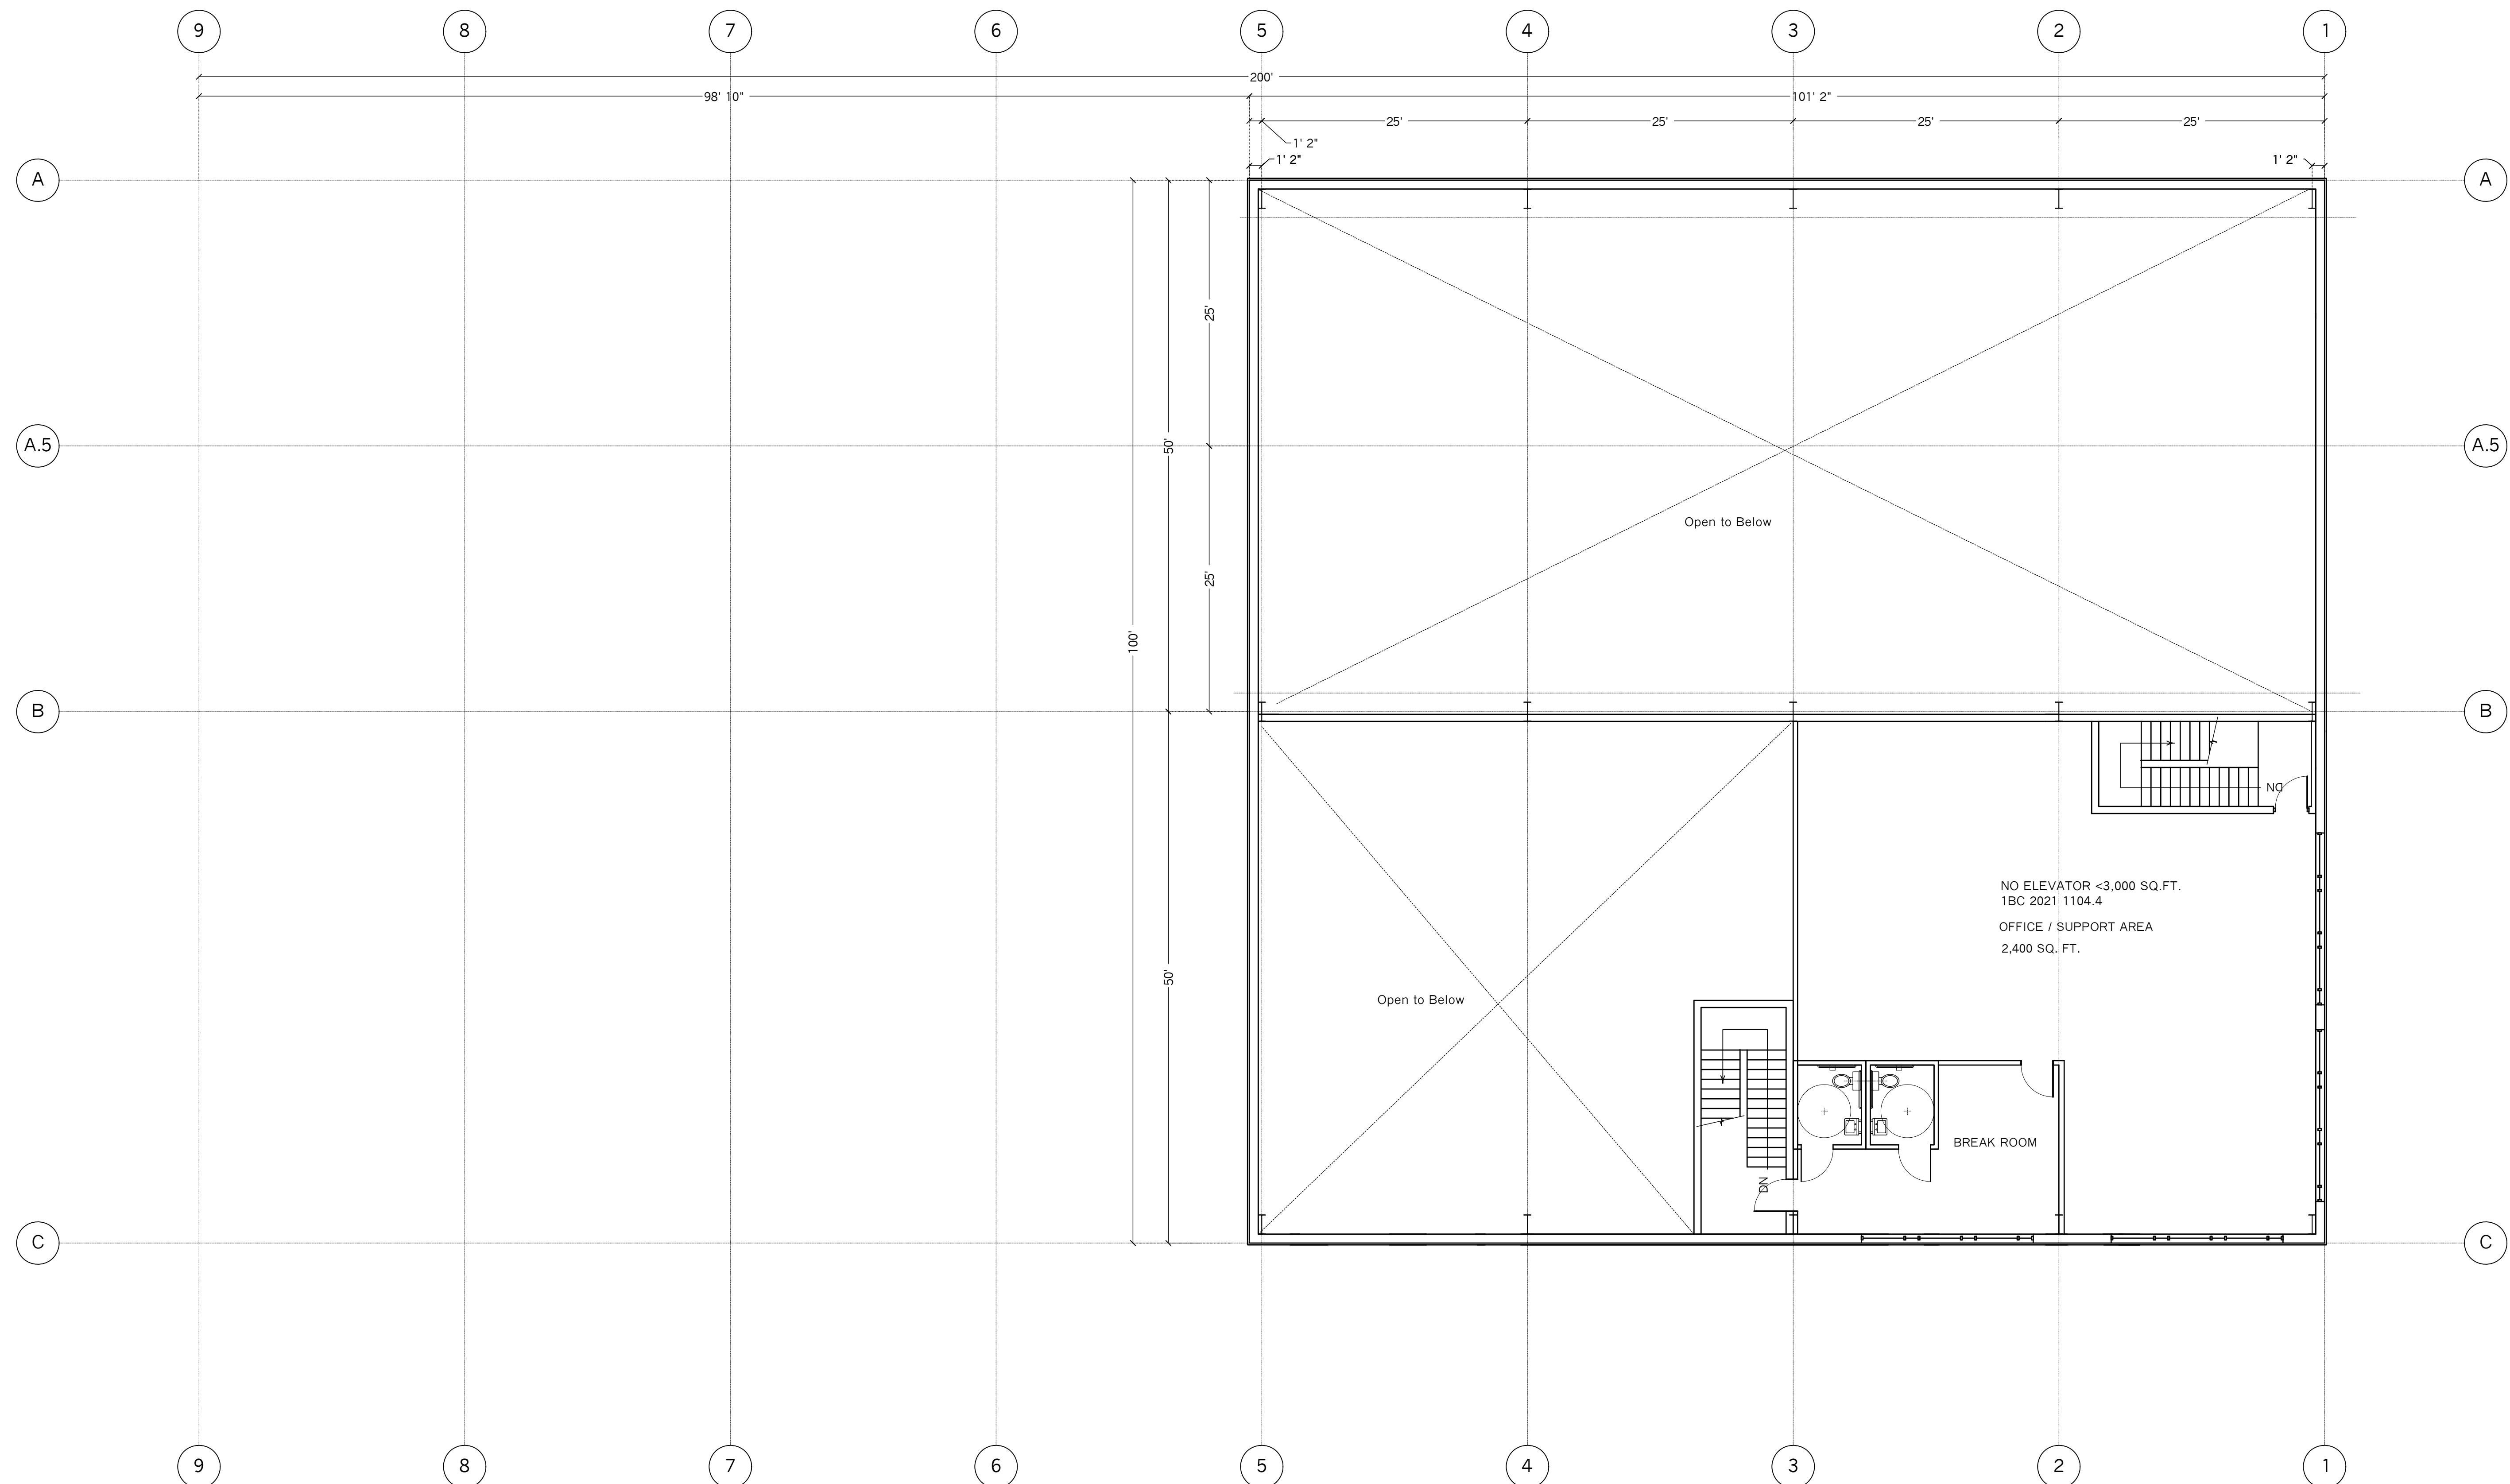 9 8 7 6 5 4 3 2 1
200'
98' 10" 101' 2"
25' 25' 25' 25'
1' 2"
1' 2" 1' 2"
A A
25'
A.5 50' A.5
Open to Below
25'
100'
B B
DN
NO ELEVATOR <3,000 SQ.FT.
1BC 2021 1104.4
OFFICE / SUPPORT AREA
2,400 SQ. FT.
50'
Open to Below
BREAK ROOM
DN
C C
9 8 7 6 5 4 3 2 1